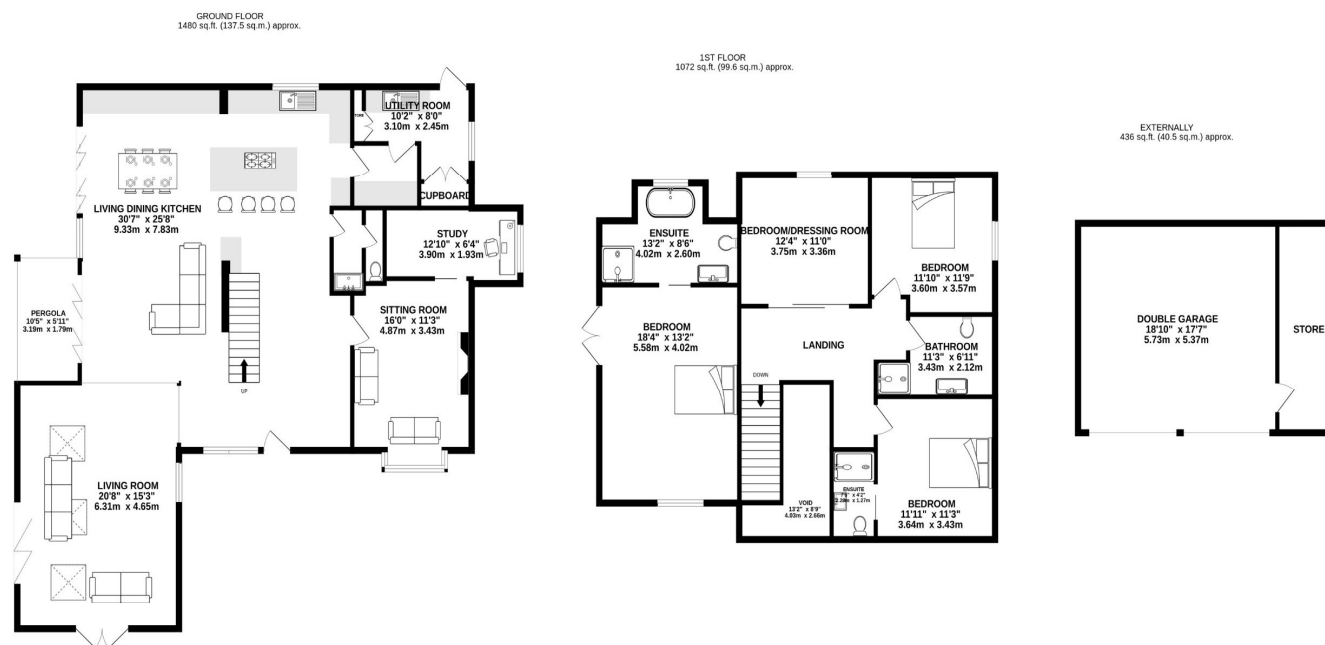 GROUND FLOOR
1480 sq.ft. (137.5 sq.m.) approx.
UTILITY ROOM
10'2" x 8'0"
3.10m x 2.45m
CUPBOARD
LIVING DINING KITCHEN
30'7" x 25'8"
9.33m x 7.83m
STUDY
12'10" x 6'4"
3.90m x 1.93m
PERGOLA
10'5" x 5'11"
3.19m x 1.79m
SITTING ROOM
16'0" x 11'3"
4.87m x 3.43m
UP
LIVING ROOM
20'8" x 15'3"
6.31m x 4.65m
1ST FLOOR
1072 sq.ft. (99.6 sq.m.) approx.
ENSUITE
13'2" x 8'6"
4.02m x 2.60m
BEDROOM/DRESSING ROOM
12'4" x 11'0"
3.75m x 3.36m
BEDROOM
11'10" x 11'9"
3.60m x 3.57m
BEDROOM
18'4" x 13'2"
5.58m x 4.02m
LANDING
BATHROOM
11'3" x 6'11"
3.43m x 2.12m
DOWN
VOID
13'2" x 8'9"
4.03m x 2.66m
ENSUITE
x 4'2"
x 1.27m
BEDROOM
11'11" x 11'3"
3.64m x 3.43m
EXTERNALLY
436 sq.ft. (40.5 sq.m.) approx.
DOUBLE GARAGE
18'10" x 17'7"
5.73m x 5.37m
STORE